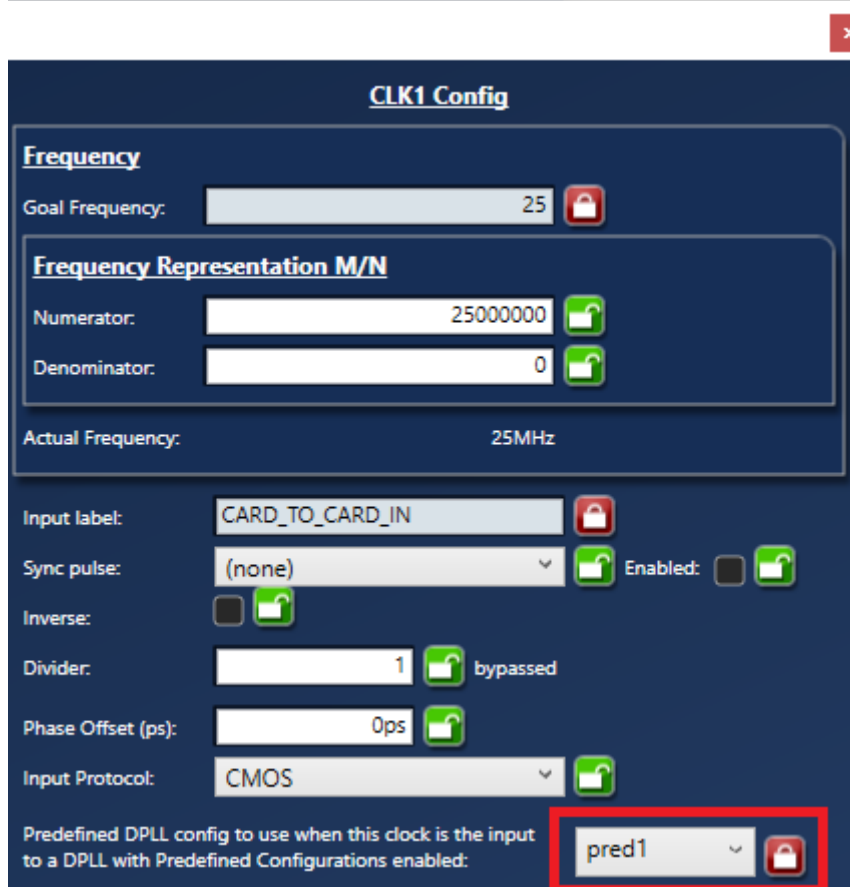 CLK1 Config
Frequency
Goal Frequency: 25
Frequency Representation M/N
Numerator: 25000000
Denominator: 0
Actual Frequency: 25MHz
Input label: CARD_TO_CARD_IN
Sync pulse: (none) Enabled:
Inverse:
Divider: 1 bypassed
Phase Offset (ps): 0ps
Input Protocol: CMOS
Predefined DPLL config to use when this clock is the input
to a DPLL with Predefined Configurations enabled: pred1